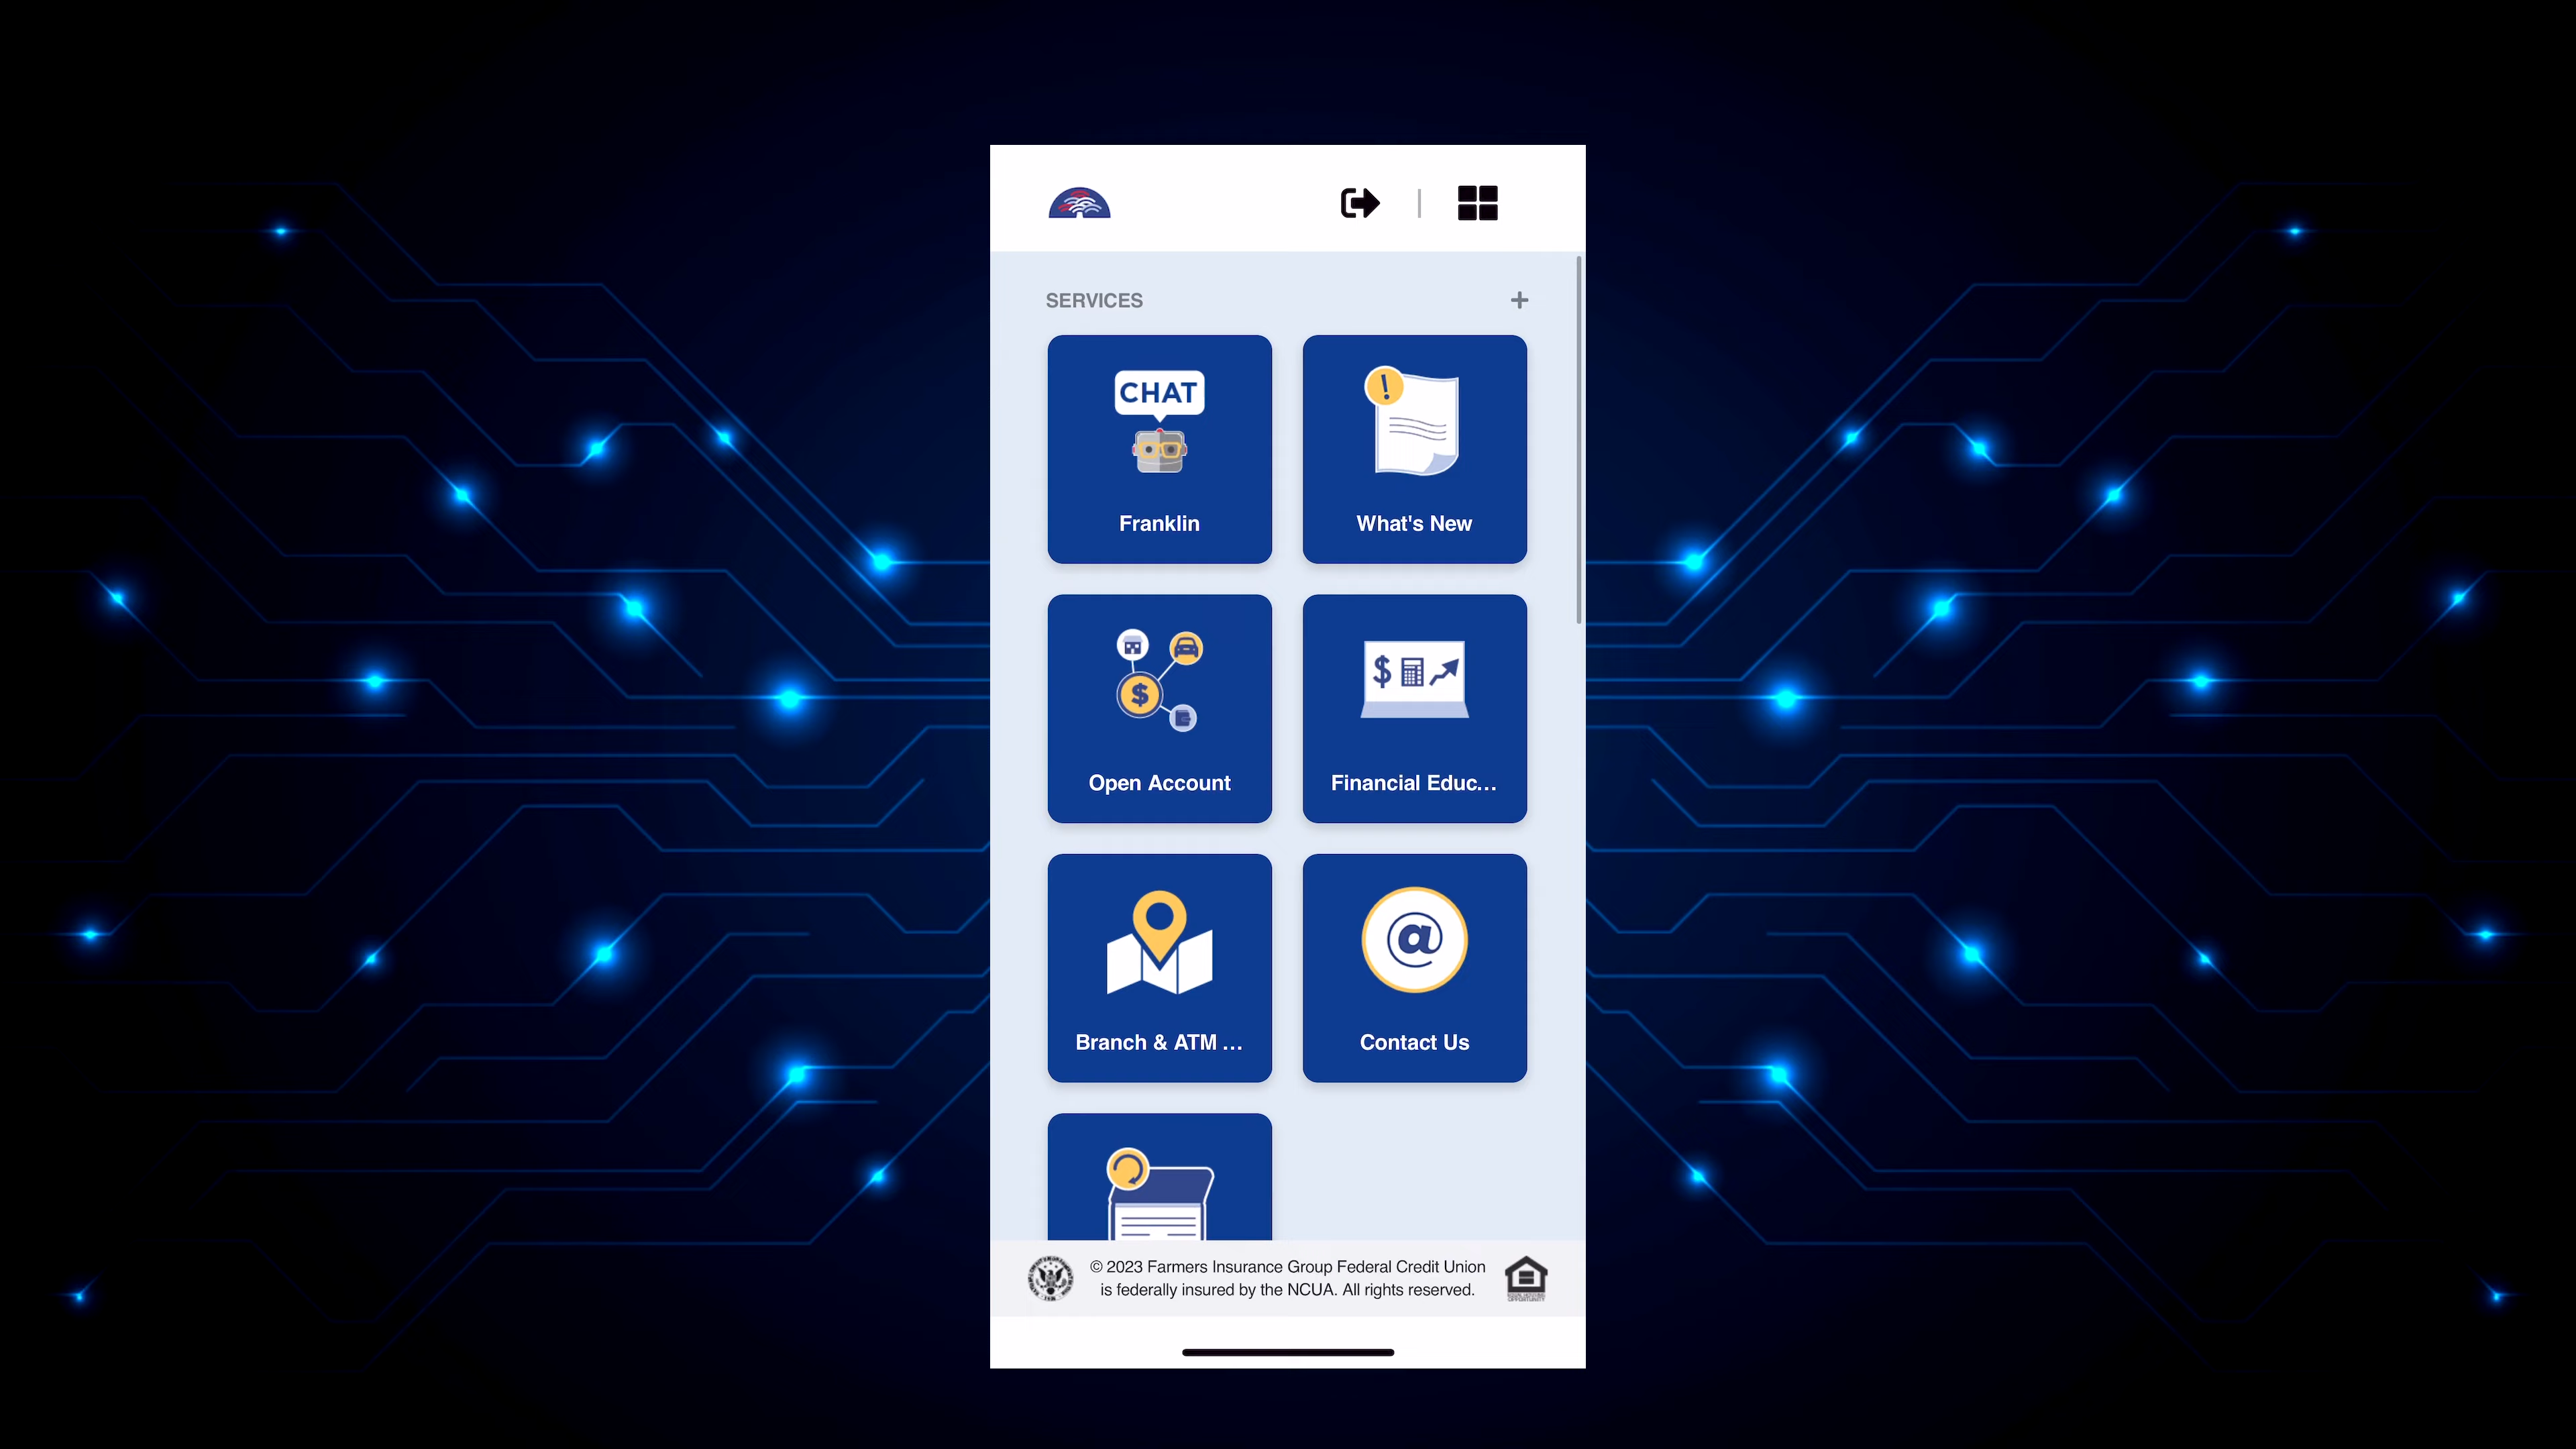 SERVICES
CHAT
Franklin
What's New
Open Account
Financial Educ...
Branch & ATM ...
Contact Us
© 2023 Farmers Insurance Group Federal Credit Union
is federally insured by the NCUA. All rights reserved.